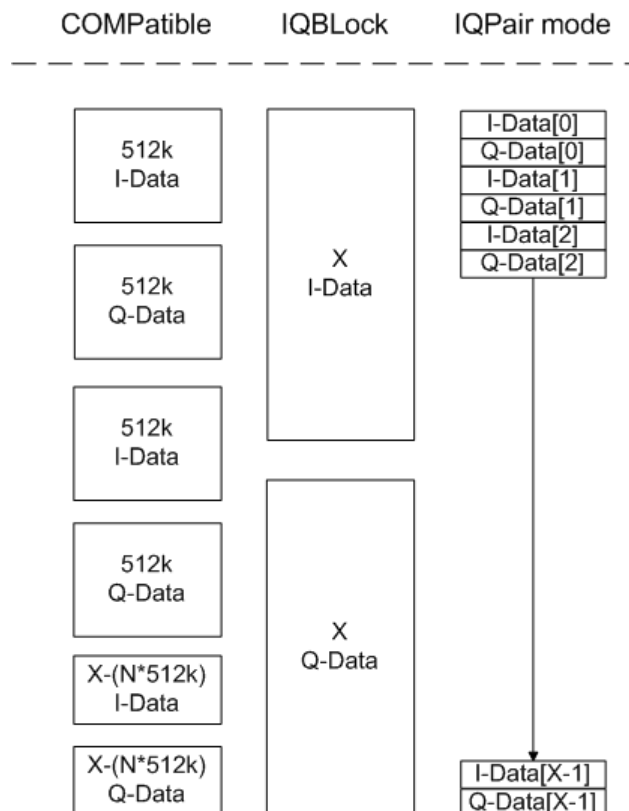 COMPatible IQBLock IQPair mode
512k
I-Data
512k
Q-Data
512k
I-Data
512k
Q-Data
X-(N*512k)
I-Data
X-(N*512k)
Q-Data
X
I-Data
X
Q-Data
I-Data[0]
Q-Data[0]
I-Data[1]
Q-Data[1]
I-Data[2]
Q-Data[2]
I-Data[X-1]
Q-Data[X-1]